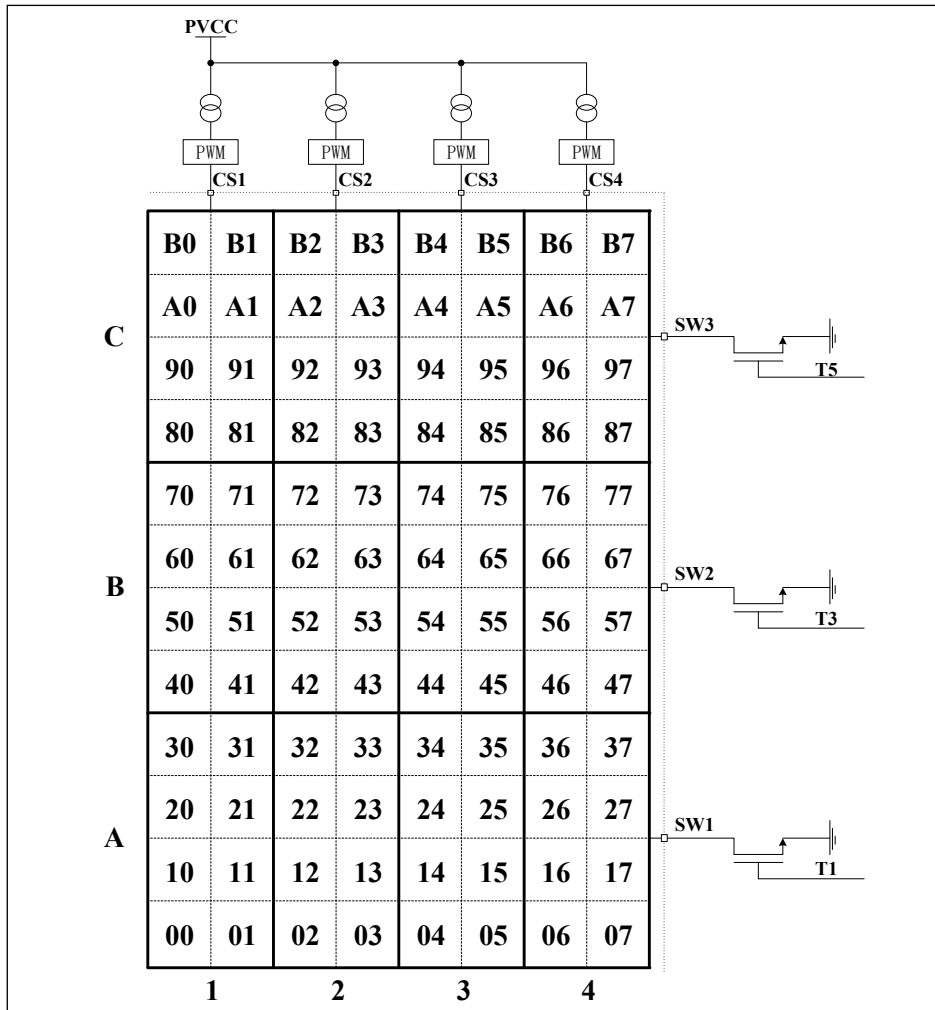 PVCC
PWM PWM PWM PWM
CS1 CS2 CS3 CS4
B0 B1 B2 B3 B4 B5 B6 B7
A0 A1 A2 A3 A4 A5 A6 A7
C SW3
90 91 92 93 94 95 96 97 T5
80 81 82 83 84 85 86 87
70 71 72 73 74 75 76 77
60 61 62 63 64 65 66 67
B SW2
50 51 52 53 54 55 56 57 T3
40 41 42 43 44 45 46 47
30 31 32 33 34 35 36 37
20 21 22 23 24 25 26 27
A SW1
10 11 12 13 14 15 16 17 T1
00 01 02 03 04 05 06 07
1 2 3 4